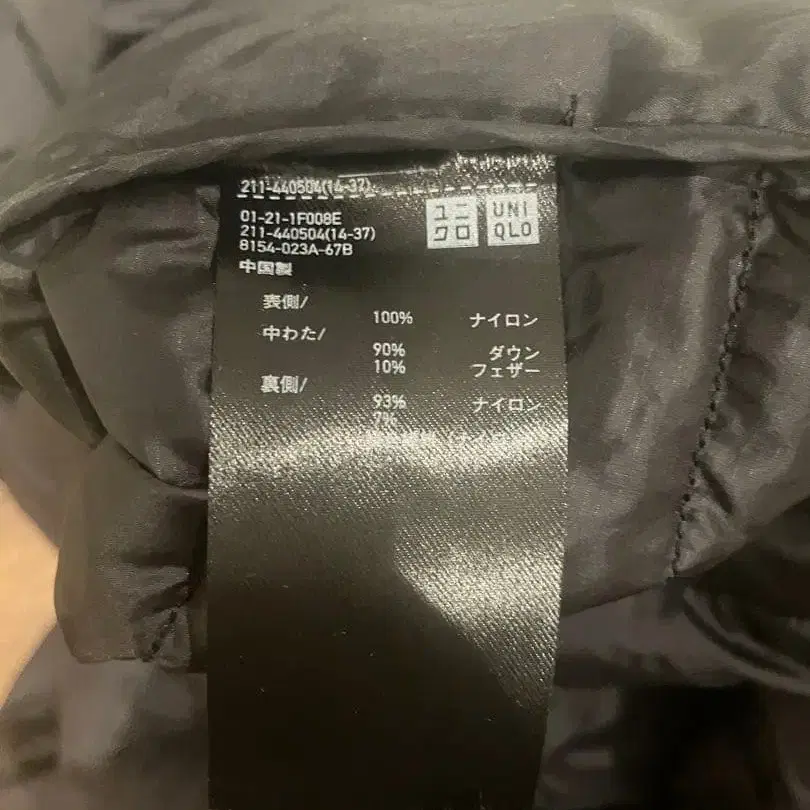 211-440504(14-37)
ユニクロ
UNIQLO
01-21-1F008E
211-440504(14-37)
8154-023A-67B
中国製
表側/
100% ナイロン
中わた/
90% ダウン
10% フェザー
裏側/
93% ナイロン
7%